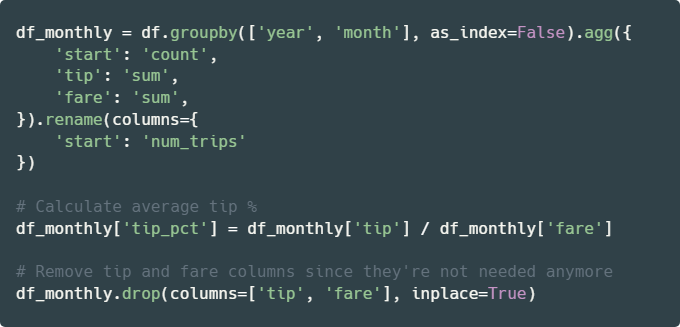 df_monthly = df.groupby(['year', 'month'], as_index=False).agg({
    'start': 'count',
    'tip': 'sum',
    'fare': 'sum',
}).rename(columns={
    'start': 'num_trips'
})

# Calculate average tip %
df_monthly['tip_pct'] = df_monthly['tip'] / df_monthly['fare']

# Remove tip and fare columns since they're not needed anymore
df_monthly.drop(columns=['tip', 'fare'], inplace=True)